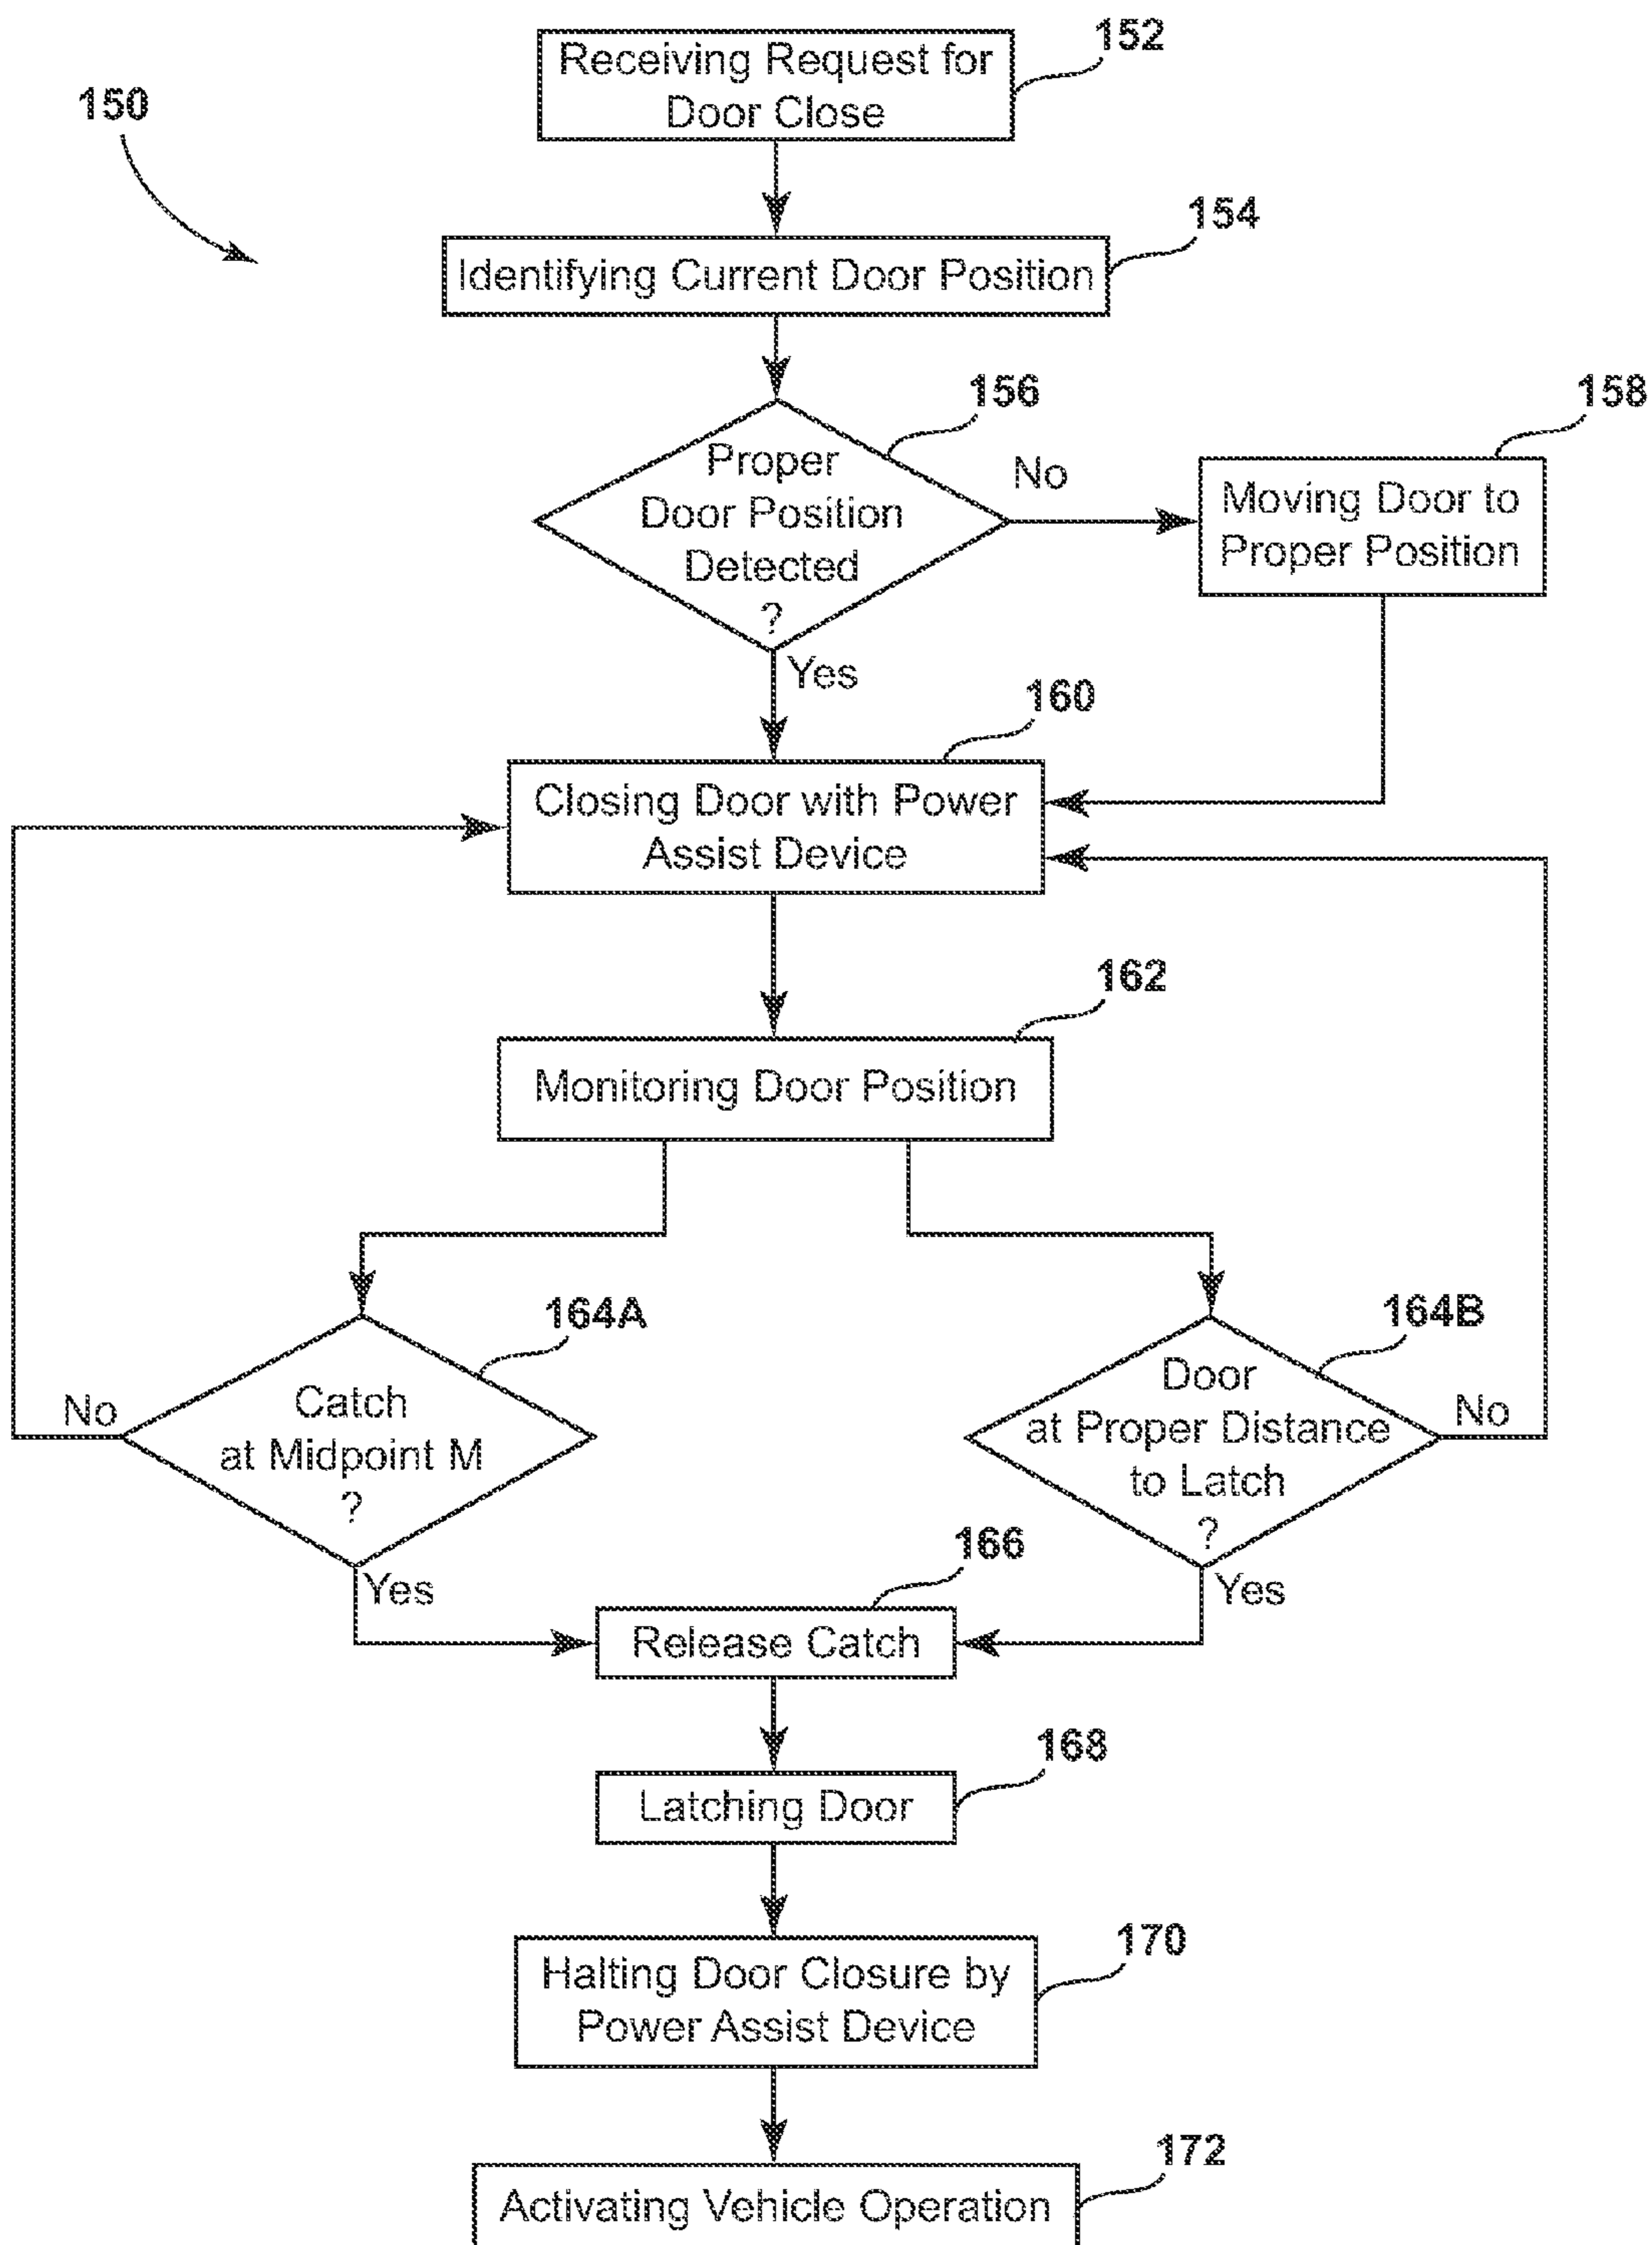 152
Receiving Request for
Door Close
150
154
Identifying Current Door Position
156
158
Proper
Door Position
Detected
?
No
Moving Door to
Proper Position
Yes
160
Closing Door with Power
Assist Device
162
Monitoring Door Position
164A
164B
No
Catch
at Midpoint M
?
Door
at Proper Distance
to Latch
?
No
Yes
166
Yes
Release Catch
168
Latching Door
170
Halting Door Closure by
Power Assist Device
172
Activating Vehicle Operation